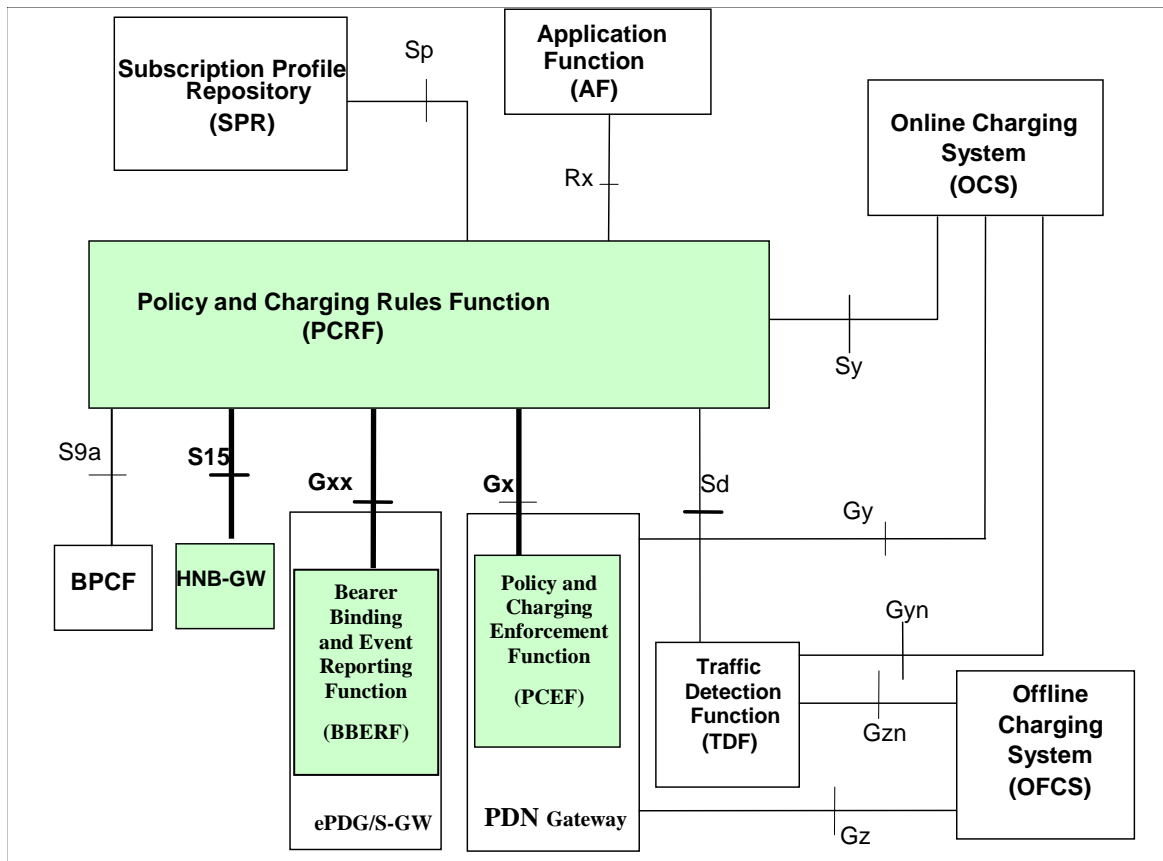 Subscription Profile
Repository
(SPR)
Sp
Application
Function
(AF)
Rx
Online Charging
System
(OCS)
Policy and Charging Rules Function
(PCRF)
Sy
S9a
S15
Gxx
Gx
Sd
Gy
BPCF
HNB-GW
Bearer
Binding
and Event
Reporting
Function
(BBERF)
ePDG/S-GW
Policy and
Charging
Enforcement
Function
(PCEF)
PDN Gateway
Traffic
Detection
Function
(TDF)
Gyn
Gzn
Gz
Offline
Charging
System
(OFCS)